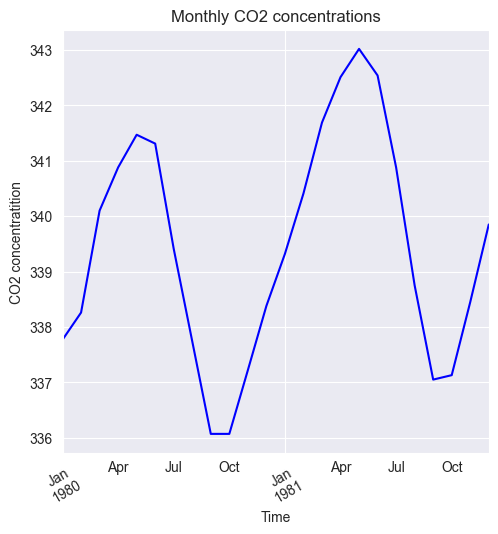 Monthly CO2 concentrations
343
342
341
340
339
338
337
336
CO2 concentratition
Jan
1980
Apr
Jul
Oct
Jan
1981
Apr
Jul
Oct
Time